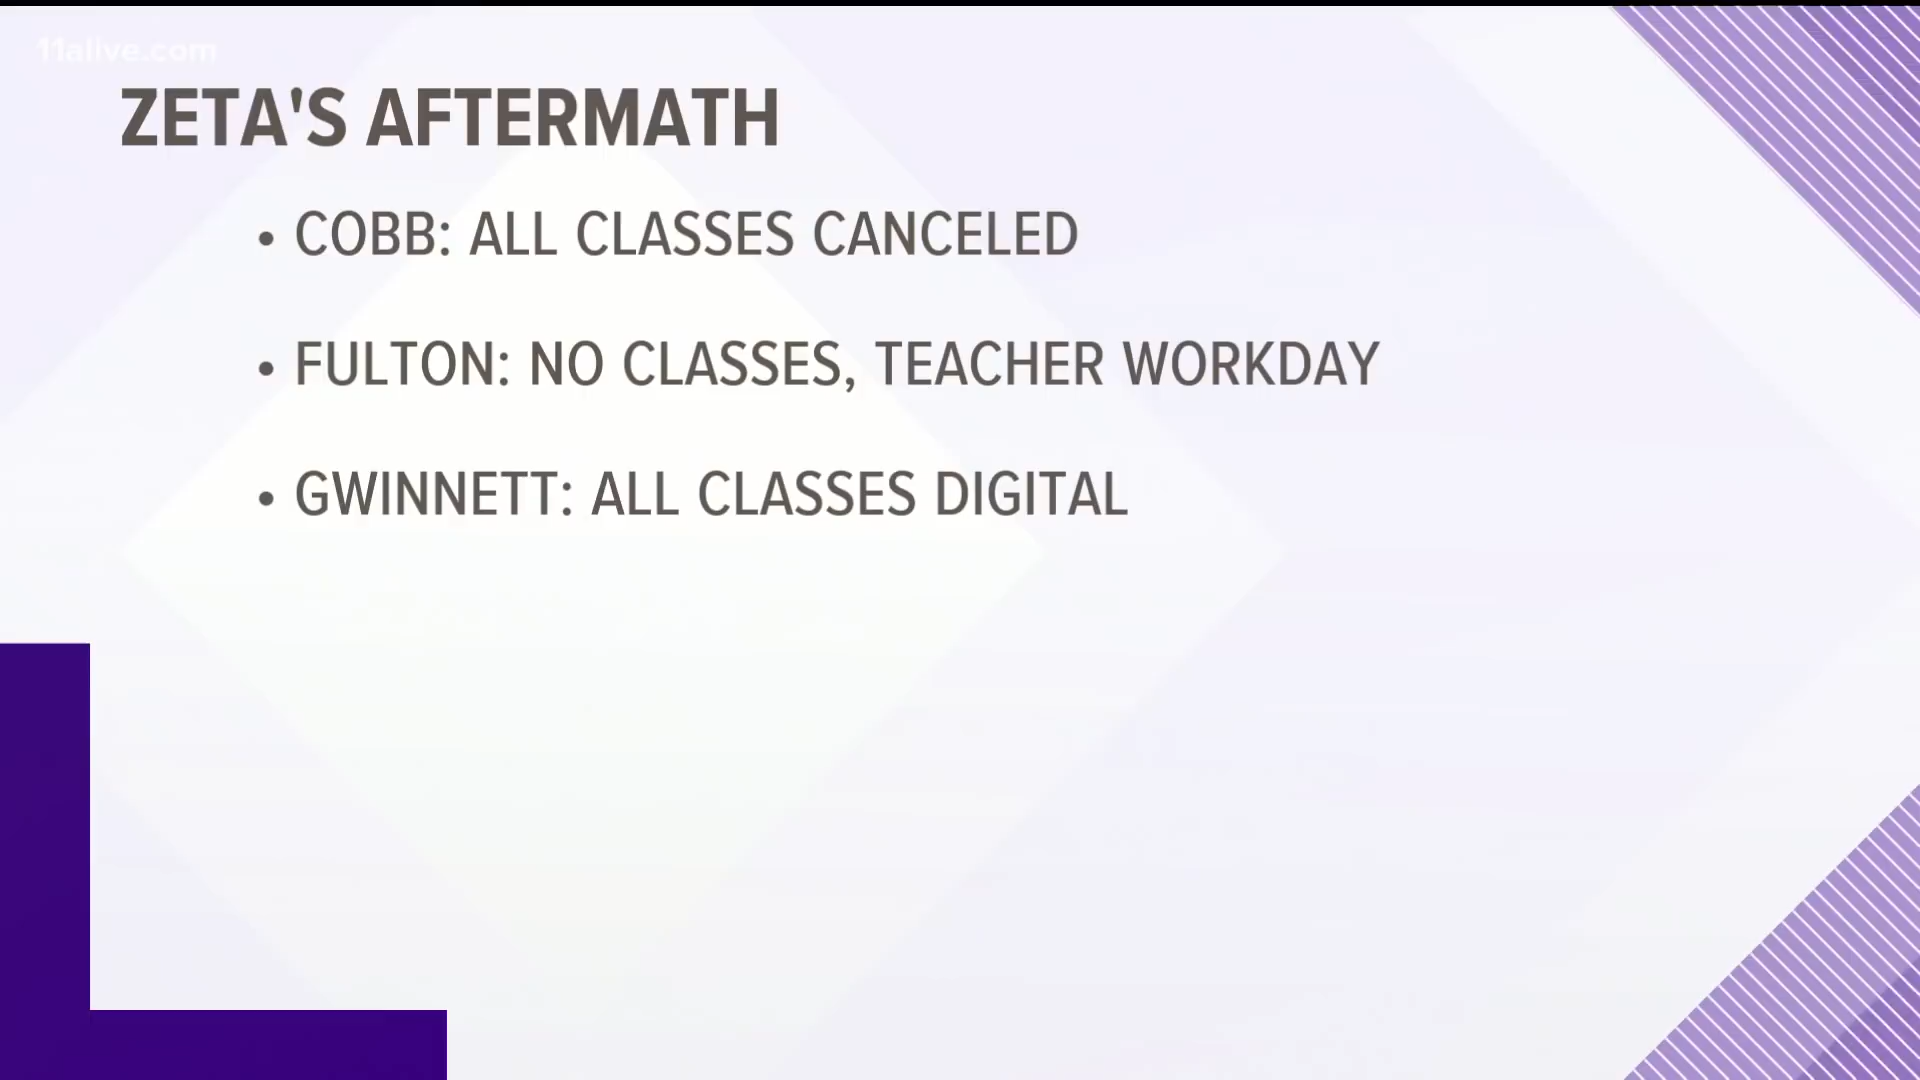 11alive.com
ZETA'S AFTERMATH
• COBB: ALL CLASSES CANCELED
• FULTON: NO CLASSES, TEACHER WORKDAY
• GWINNETT: ALL CLASSES DIGITAL